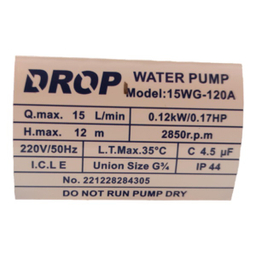 DROP WATER PUMP
Model:15WG-120A
Q.max. 15 L/min 0.12kW/0.17HP
H.max. 12 m 2850r.p.m
220V/50Hz L.T.Max.35°C C 4.5 µF
I.C.L E Union Size G¾ IP 44
No. 221228284305
DO NOT RUN PUMP DRY